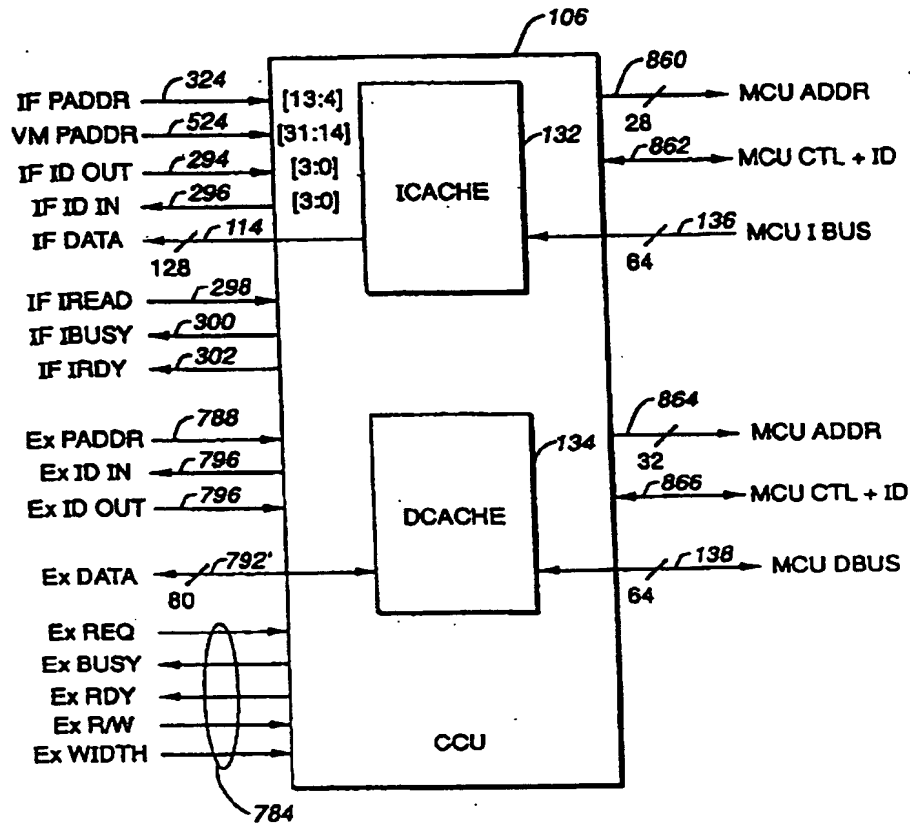 106
IF PADDR 324 [13:4] 860 MCU ADDR
28
VM PADDR 524 [31:14] 132 862 MCU CTL + ID
IF ID OUT 294 [3:0]
IF ID IN 296 [3:0] ICACHE
IF DATA 114 136 MCU I BUS
128 64
IF IREAD 298
IF IBUSY 300
IF IRDY 302
Ex PADDR 788 864 MCU ADDR
32
Ex ID IN 796 134 866 MCU CTL + ID
Ex ID OUT 796 DCACHE
Ex DATA 792' 138 MCU DBUS
80 64
Ex REQ
Ex BUSY
Ex RDY
Ex R/W
CCU
Ex WIDTH
784